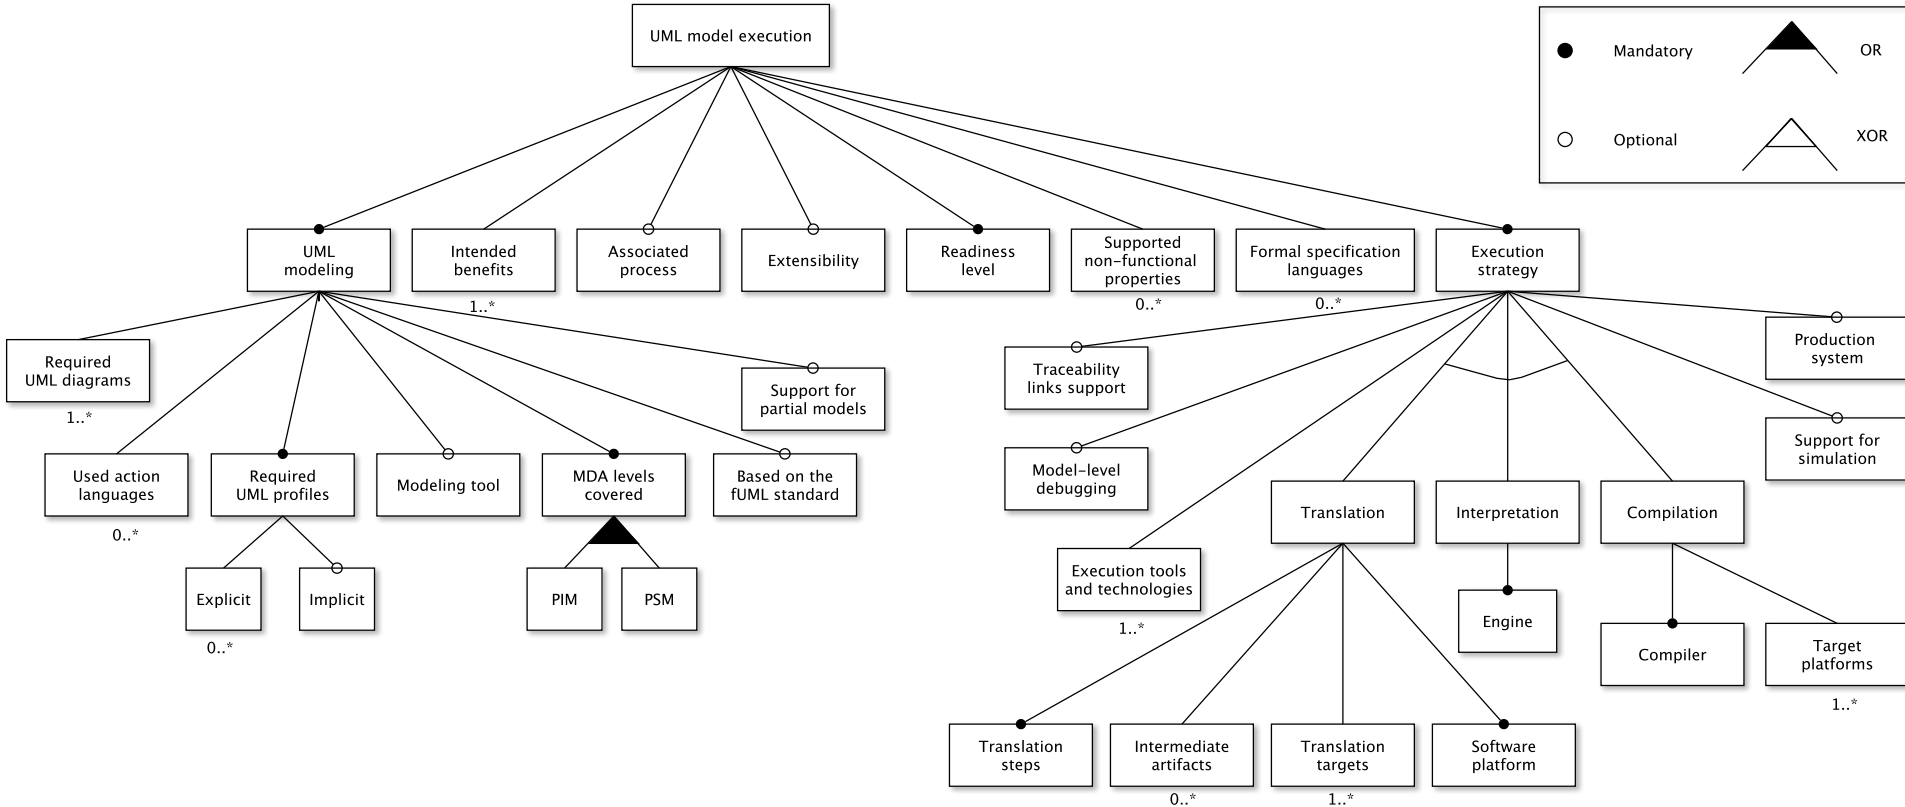 UML model execution
Mandatory
OR
Optional
XOR
UML
modeling
Intended
benefits
1..*
Associated
process
Extensibility
Readiness
level
Supported
non-functional
properties
0..*
Formal specification
languages
0..*
Execution
strategy
Required
UML diagrams
1..*
Support for
partial models
Used action
languages
0..*
Required
UML profiles
Modeling tool
MDA levels
covered
Based on the
fUML standard
Explicit
0..*
Implicit
PIM
PSM
Traceability
links support
Production
system
Model-level
debugging
Support for
simulation
Execution tools
and technologies
1..*
Translation
Interpretation
Compilation
Engine
Compiler
Target
platforms
1..*
Translation
steps
Intermediate
artifacts
0..*
Translation
targets
1..*
Software
platform